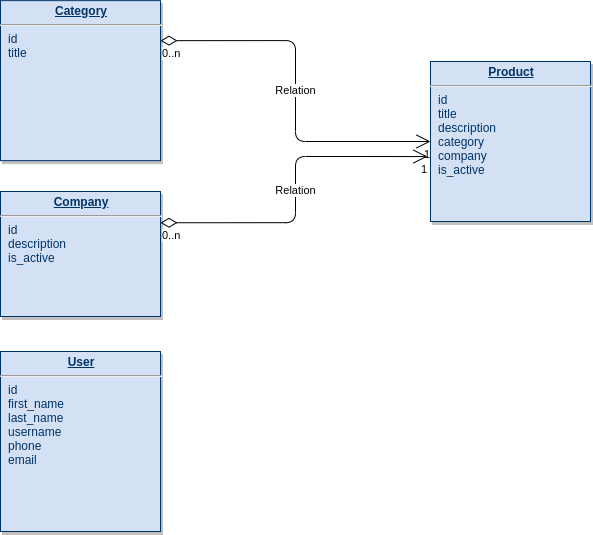 Category
id
title
0..n
Relation
Product
id
title
description
category
company
is_active
1
1
Relation
Company
id
description
is_active
0..n
User
id
first_name
last_name
username
phone
email